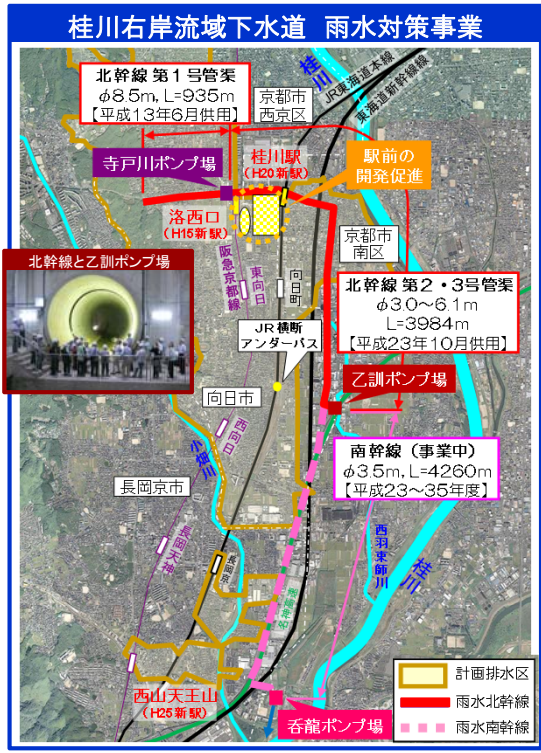 桂川右岸流域下水道 雨水対策事業
北幹線 第1号管渠
φ8.5m, L=935m
【平成13年6月供用】
京都市
西京区
桂川
JR東海道本線
東海道新幹線線
寺戸川ポンプ場
桂川駅
(H20新駅)
駅前の
開発促進
洛西口
(H15新駅)
京都市
南区
阪急京都線
東向日
向日町
北幹線と乙訓ポンプ場
北幹線 第2・3号管渠
φ3.0～6.1m
L=3984m
【平成23年10月供用】
JR横断
アンダーパス
乙訓ポンプ場
向日市
西向日
小畑川
南幹線（事業中）
φ3.5m, L=4260m
【平成23～35年度】
長岡京市
長岡天神
長岡京
西羽束師川
桂川
名神高速
西山天王山
(H25新駅)
呑龍ポンプ場
計画排水区
雨水北幹線
雨水南幹線